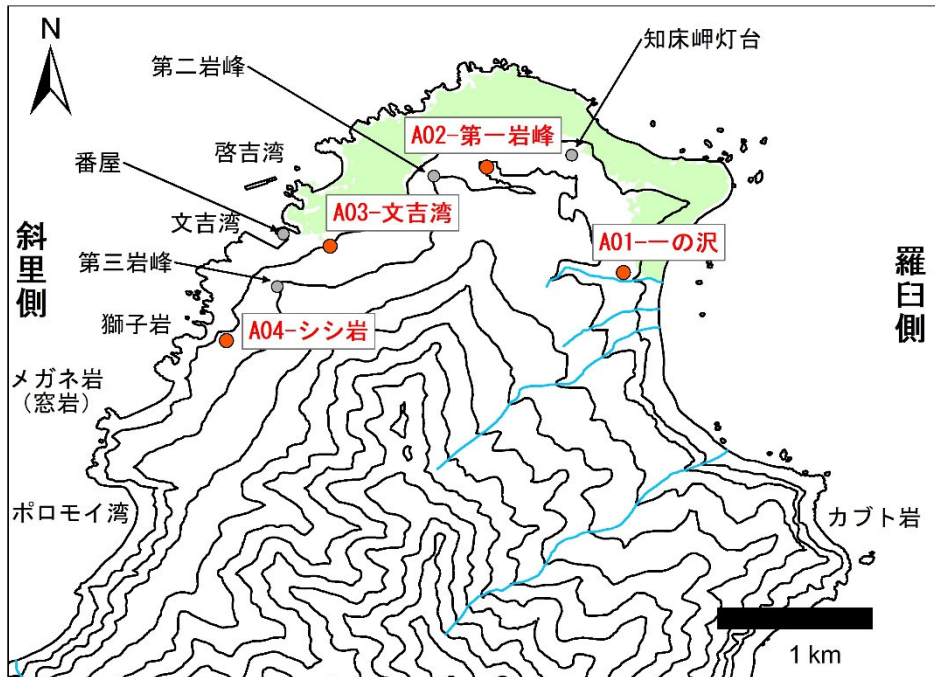 N
知床岬灯台
第二岩峰
A02-第一岩峰
啓吉湾
番屋
文吉湾
A03-文吉湾
斜里側
第三岩峰
A01-一の沢
羅臼側
獅子岩
A04-シシ岩
メガネ岩
（窓岩）
ポロモイ湾
カブト岩
1 km